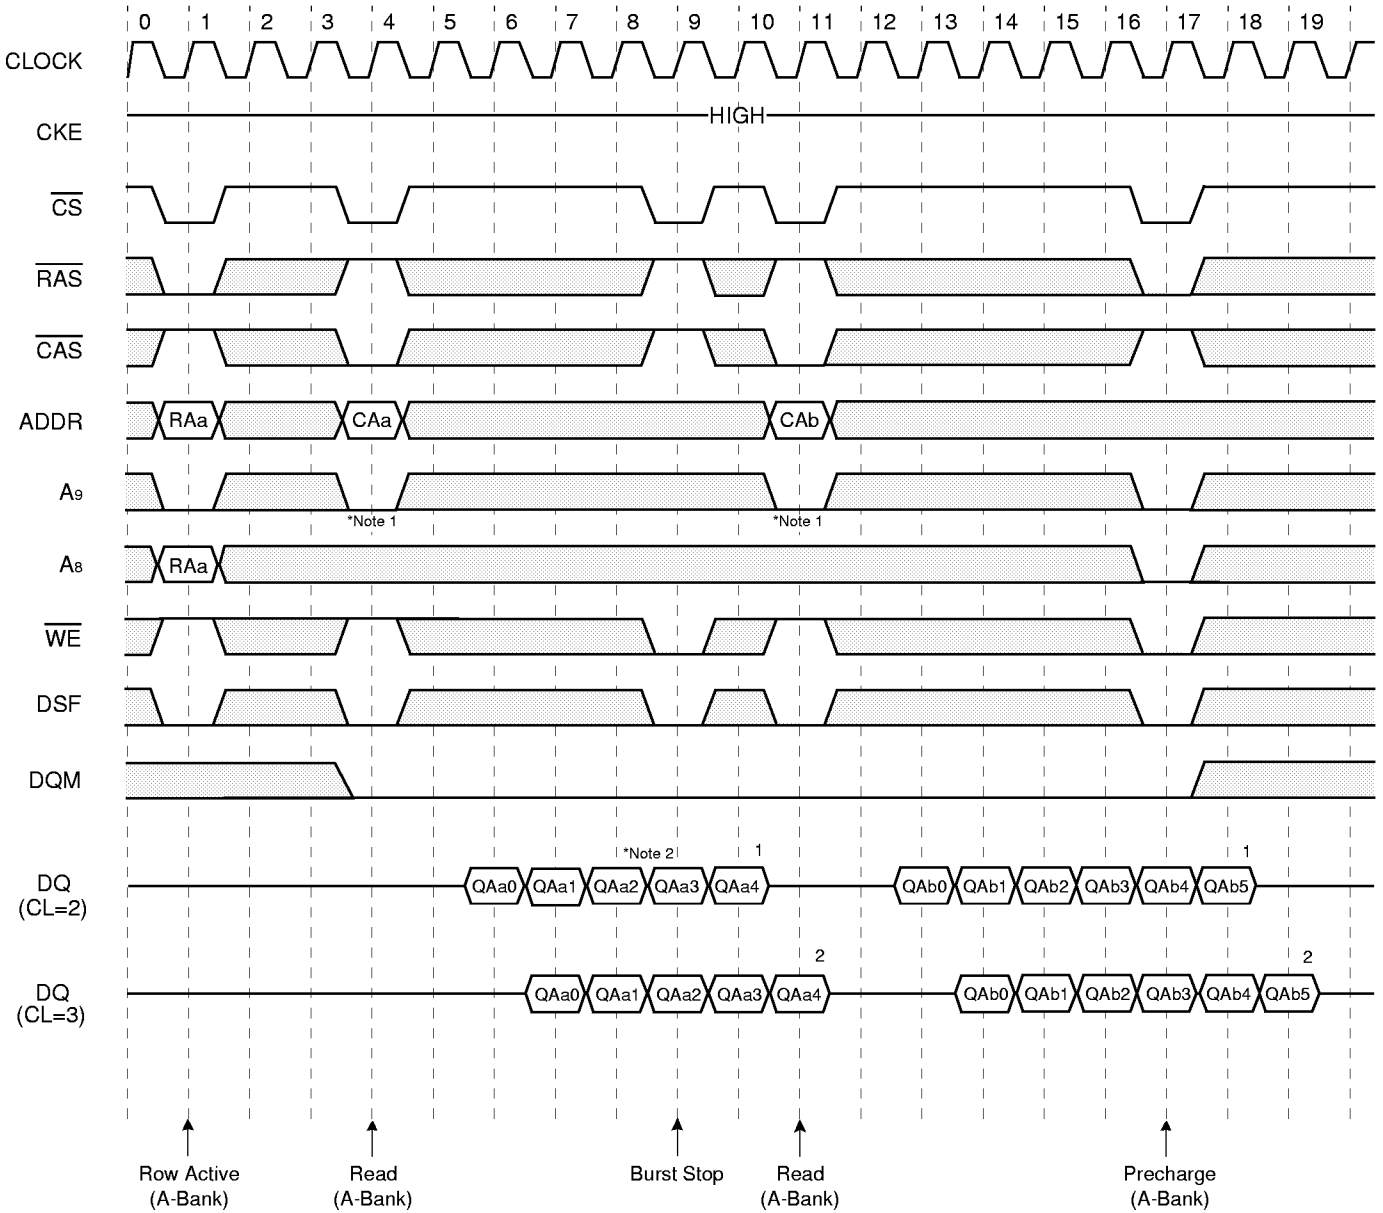 0 1 2 3 4 5 6 7 8 9 10 11 12 13 14 15 16 17 18 19
CLOCK
CKE HIGH
CS
RAS
CAS
ADDR RAa CAa CAb
A9
*Note 1 *Note 1
A8 RAa
WE
DSF
DQM
*Note 2 1 1
DQ QAa0 QAa1 QAa2 QAa3 QAa4 QAb0 QAb1 QAb2 QAb3 QAb4 QAb5
(CL=2)
2 2
DQ QAa0 QAa1 QAa2 QAa3 QAa4 QAb0 QAb1 QAb2 QAb3 QAb4 QAb5
(CL=3)
Row Active Read Burst Stop Read Precharge
(A-Bank) (A-Bank) (A-Bank) (A-Bank)